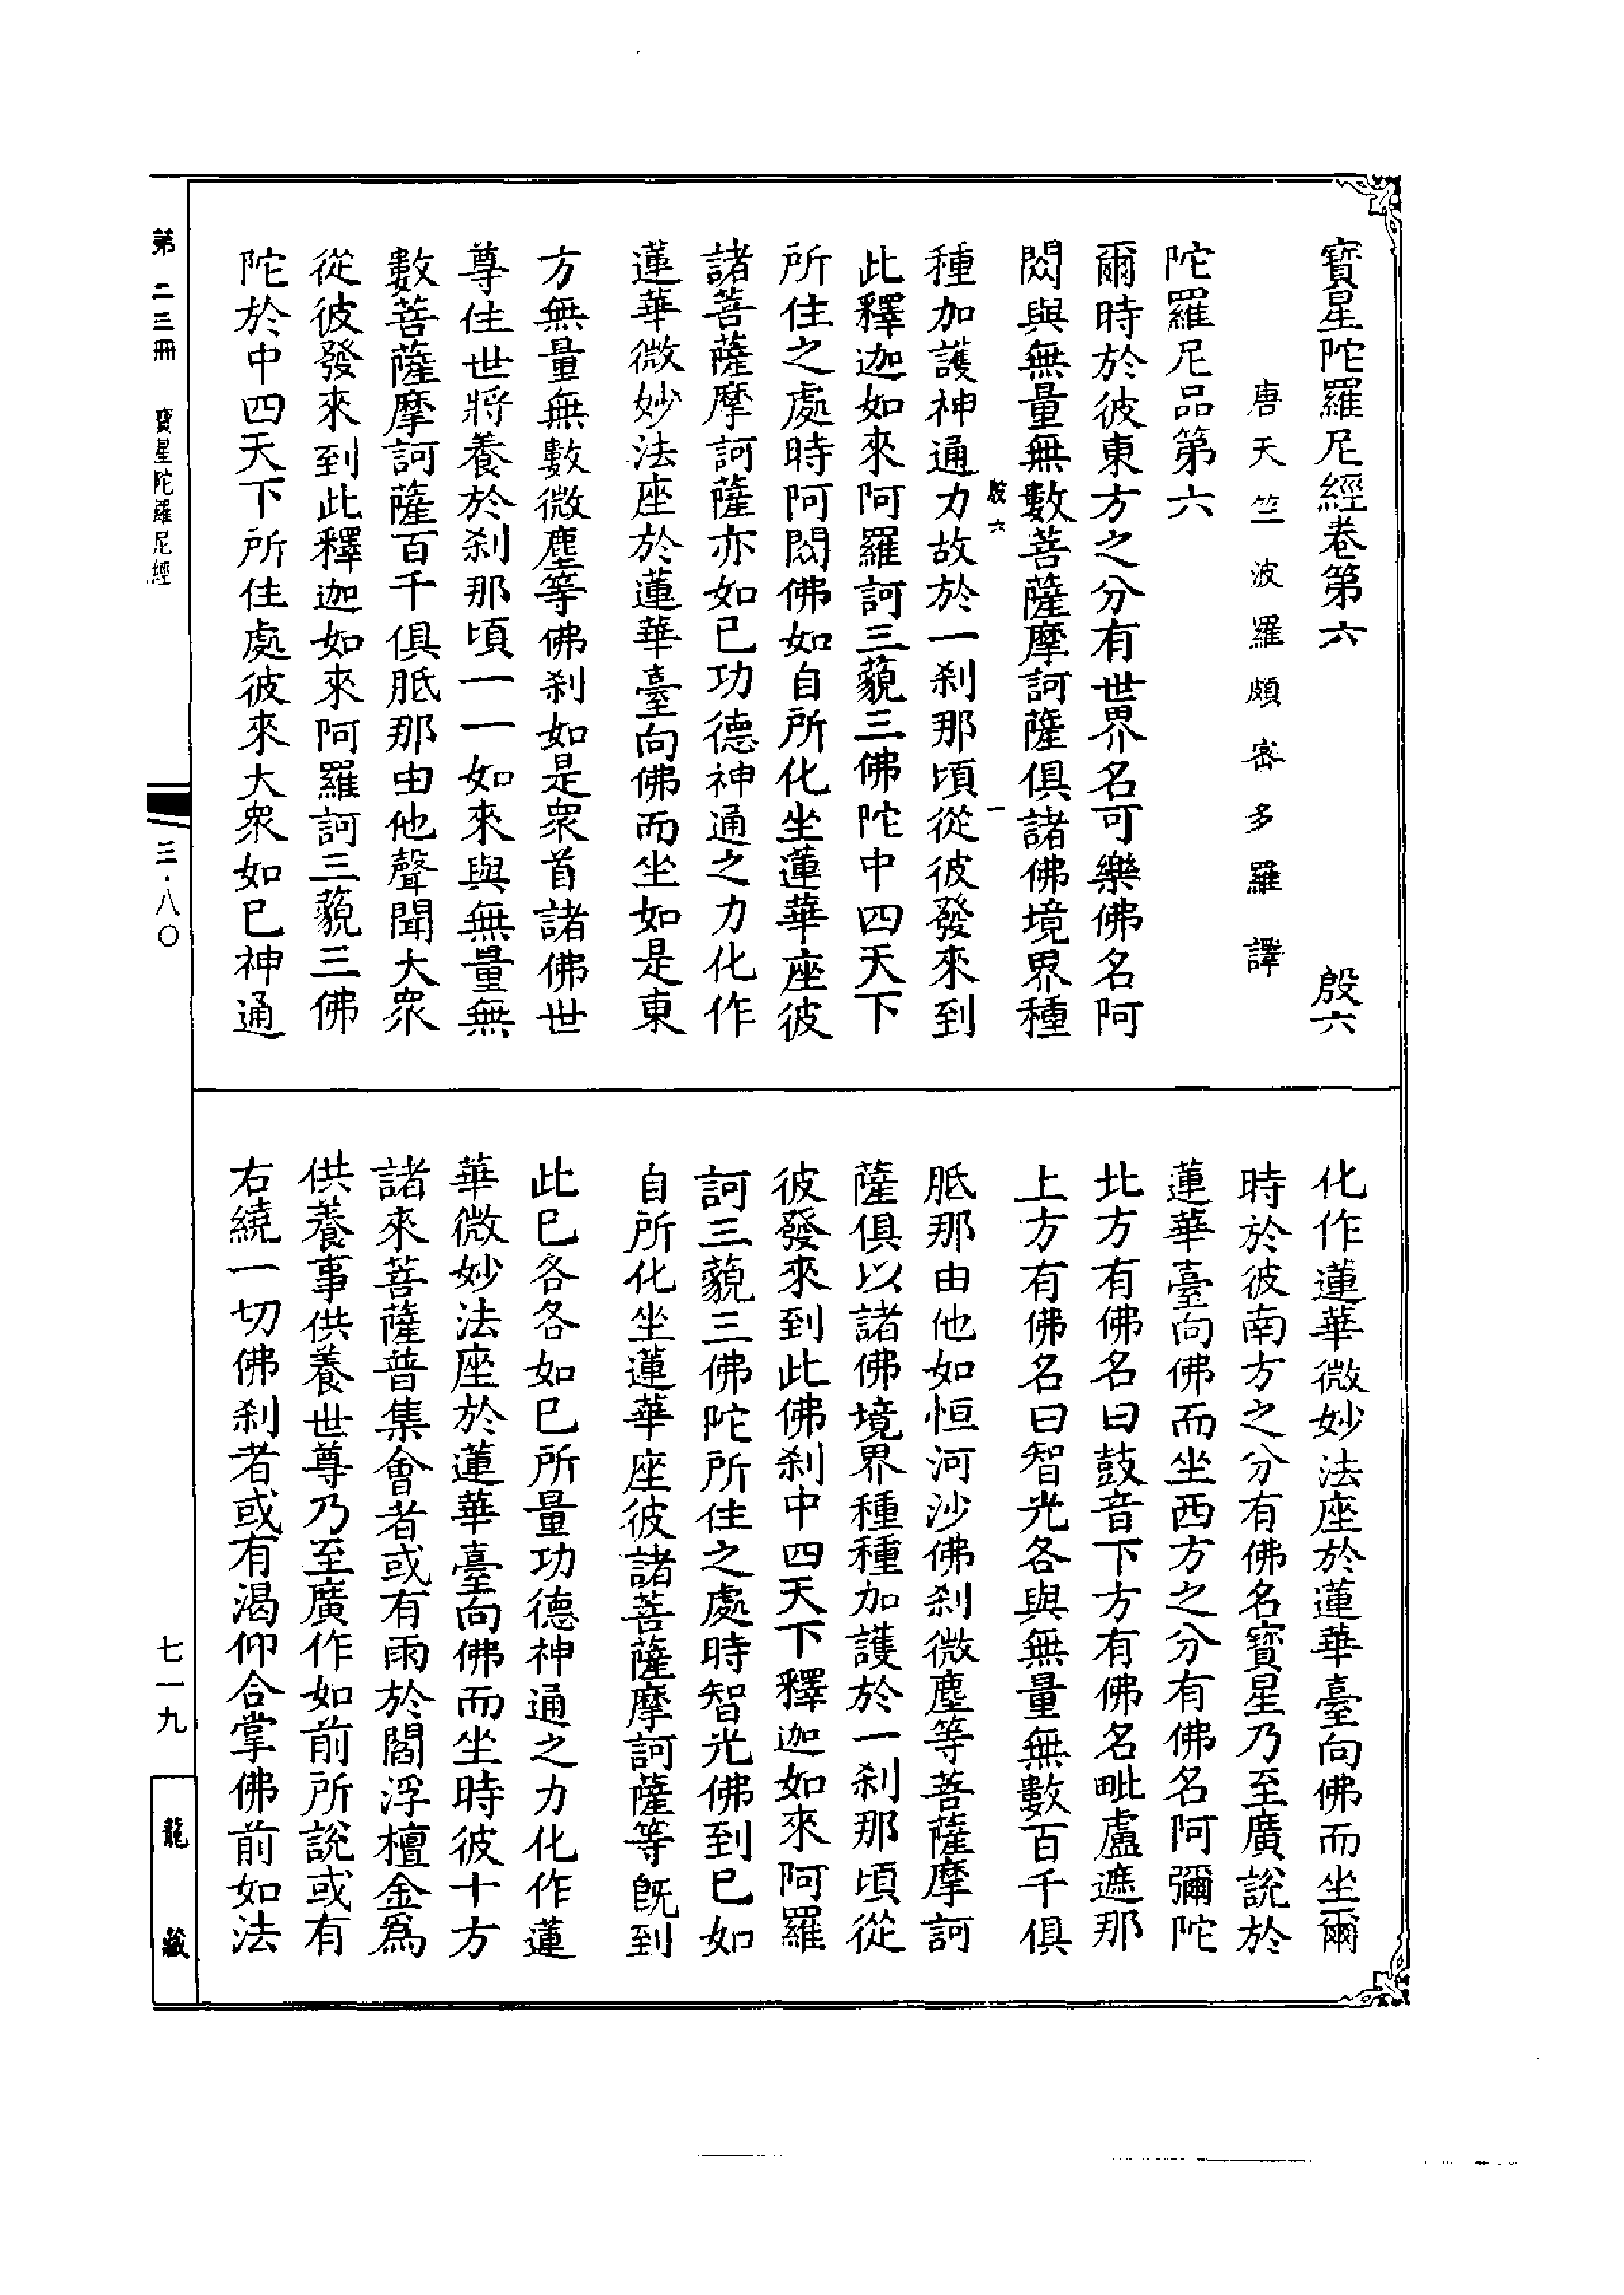 寶星陀羅尼經卷第六 殷六
唐天竺波羅頗密多羅譯
陀羅尼品第六
爾時於彼東方之分有世界名可樂佛名阿
閦與無量無數菩薩摩訶薩俱諸佛境界種
殷六 一
種加護神通力故於一剎那頃從彼發來到
此釋迦如來阿羅訶三藐三佛陀中四天下
所住之處時阿閦佛如自所化坐蓮華座彼
諸菩薩摩訶薩亦如已功德神通之力化作
蓮華微妙法座於蓮華臺向佛而坐如是東
方無量無數微塵等佛剎如是衆首諸佛世
尊住世將養於剎那頃一一如來與無量無
數菩薩摩訶薩百千俱胝那由他聲聞大衆
從彼發來到此釋迦如來阿羅訶三藐三佛
陀於中四天下所住處彼來大衆如已神通
化作蓮華微妙法座於蓮華臺向佛而坐爾
時於彼南方之分有佛名寶星乃至廣說於
蓮華臺向佛而坐西方之分有佛名阿彌陀
北方有佛名曰鼓音下方有佛名毗盧遮那
上方有佛名曰智光各與無量無數百千俱
胝那由他如恒河沙佛剎微塵等菩薩摩訶
薩俱以諸佛境界種種加護於一剎那頃從
彼發來到此佛剎中四天下釋迦如來阿羅
訶三藐三佛陀所住之處時智光佛到已如
自所化坐蓮華座彼諸菩薩摩訶薩等既到
此已各各如已所量功德神通之力化作蓮
華微妙法座於蓮華臺向佛而坐時彼十方
諸來菩薩普集會者或有雨於閻浮檀金爲
供養事供養世尊乃至廣作如前所說或有
右繞一切佛剎者或有渴仰合掌佛前如法
第二三冊 寶星陀羅尼經 三·八〇 七一九 龍藏